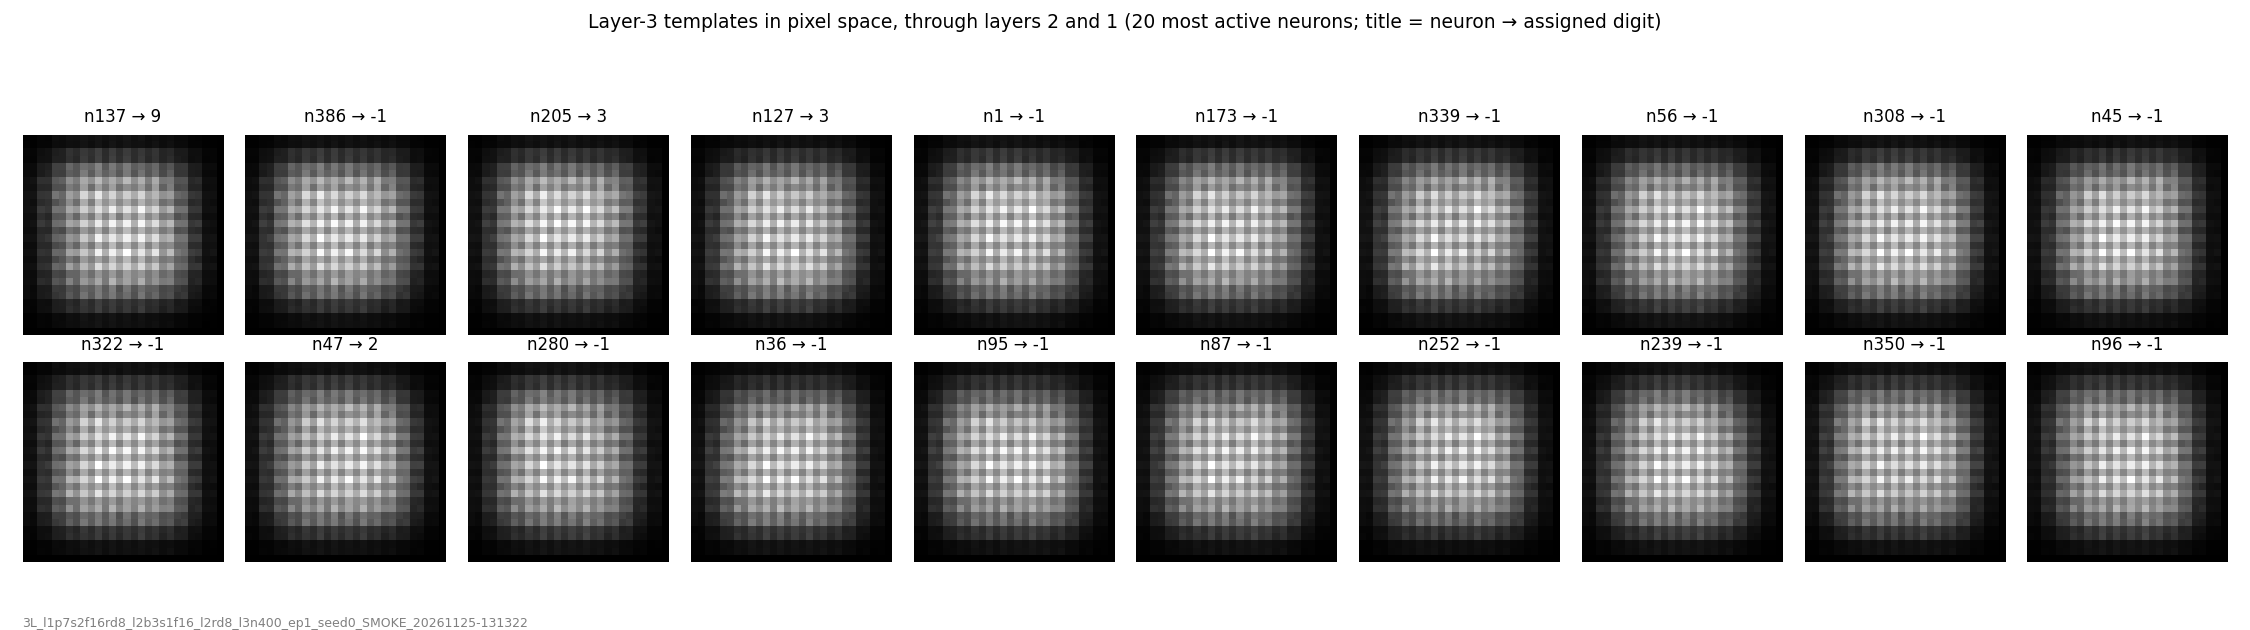 Layer-3 templates in pixel space, through layers 2 and 1 (20 most active neurons; title = neuron → assigned digit)
n137 → 9 n386 → -1 n205 → 3 n127 → 3 n1 → -1 n173 → -1 n339 → -1 n56 → -1 n308 → -1 n45 → -1
n322 → -1 n47 → 2 n280 → -1 n36 → -1 n95 → -1 n87 → -1 n252 → -1 n239 → -1 n350 → -1 n96 → -1
3L_l1p7s2f16rd8_l2b3s1f16_l2rd8_l3n400_ep1_seed0_SMOKE_20261125-131322